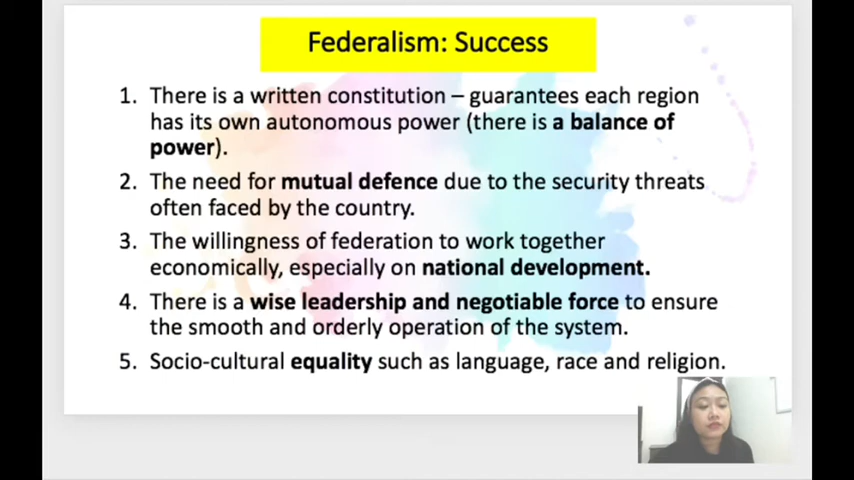 Federalism: Success
1. There is a written constitution – guarantees each region
has its own autonomous power (there is a balance of
power).
2. The need for mutual defence due to the security threats
often faced by the country.
3. The willingness of federation to work together
economically, especially on national development.
4. There is a wise leadership and negotiable force to ensure
the smooth and orderly operation of the system.
5. Socio-cultural equality such as language, race and religion.